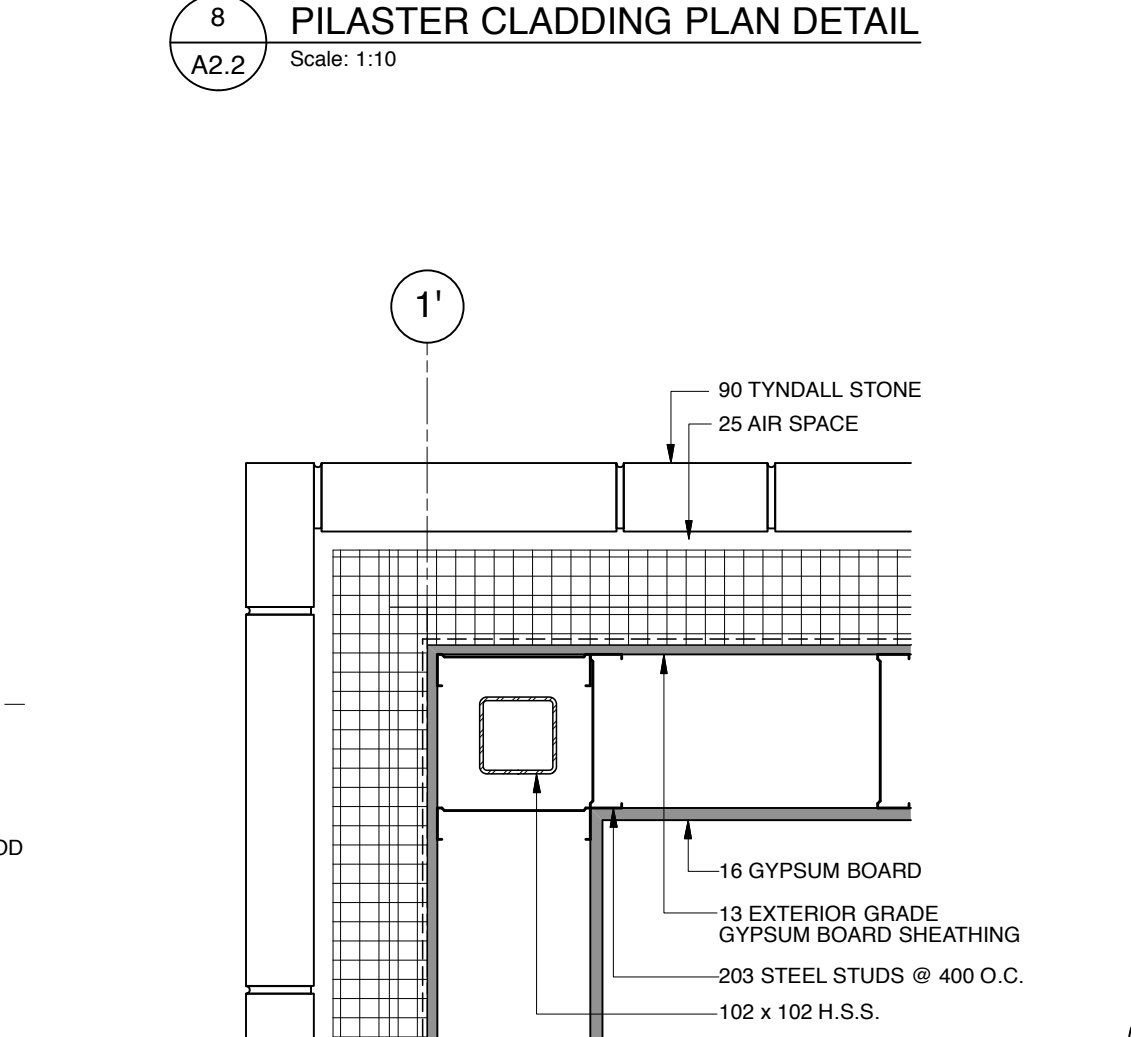 8
PILASTER CLADDING PLAN DETAIL
A2.2
Scale: 1:10
1'
90 TYNDALL STONE
25 AIR SPACE
OD
16 GYPSUM BOARD
13 EXTERIOR GRADE
GYPSUM BOARD SHEATHING
203 STEEL STUDS @ 400 O.C.
102 x 102 H.S.S.